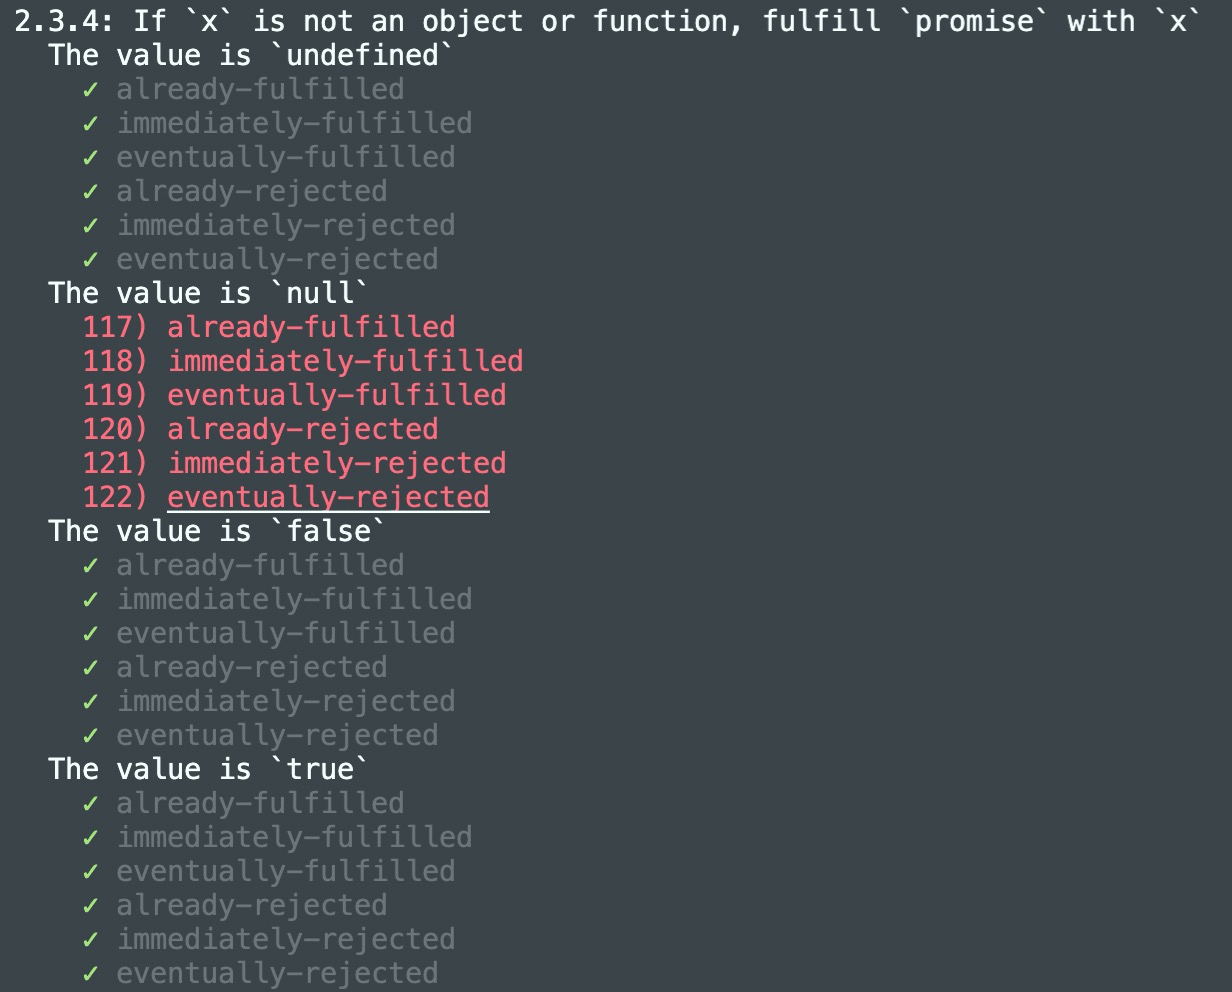 2.3.4: If `x` is not an object or function, fulfill `promise` with `x`
The value is `undefined`
✓ already-fulfilled
✓ immediately-fulfilled
✓ eventually-fulfilled
✓ already-rejected
✓ immediately-rejected
✓ eventually-rejected
The value is `null`
117) already-fulfilled
118) immediately-fulfilled
119) eventually-fulfilled
120) already-rejected
121) immediately-rejected
122) eventually-rejected
The value is `false`
✓ already-fulfilled
✓ immediately-fulfilled
✓ eventually-fulfilled
✓ already-rejected
✓ immediately-rejected
✓ eventually-rejected
The value is `true`
✓ already-fulfilled
✓ immediately-fulfilled
✓ eventually-fulfilled
✓ already-rejected
✓ immediately-rejected
✓ eventually-rejected